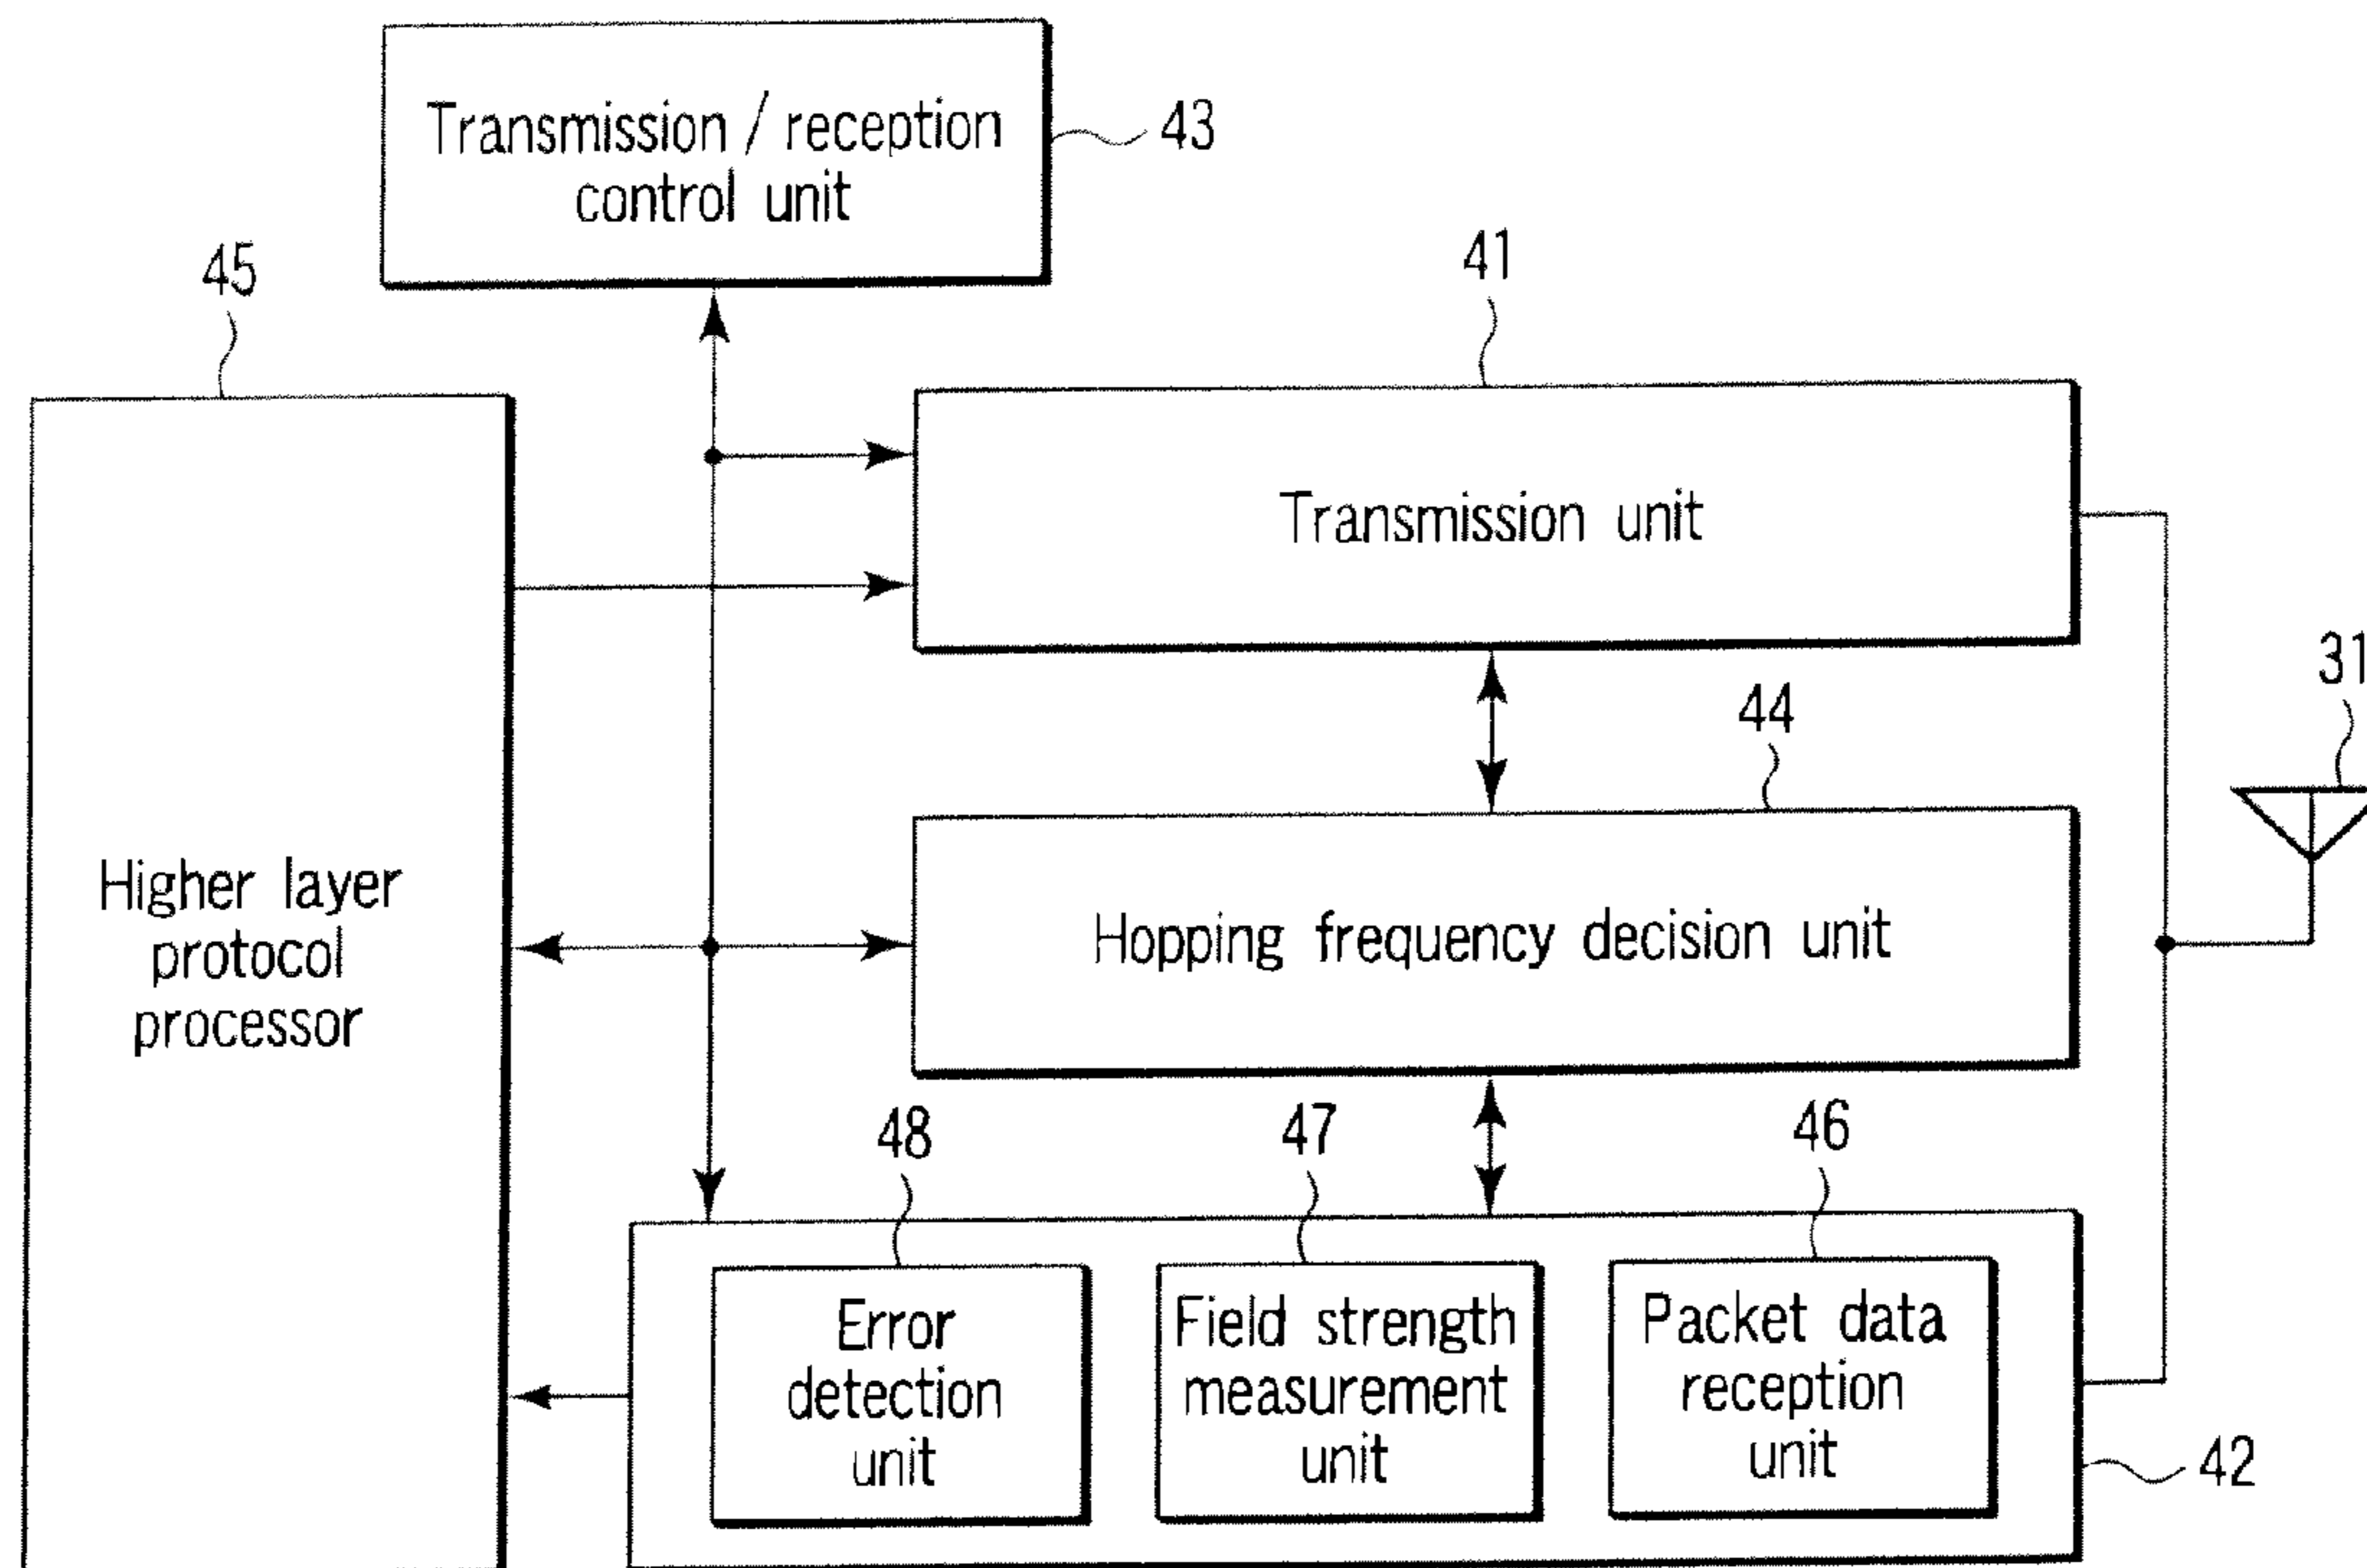 Transmission / reception
control unit
43
45
41
Transmission unit
31
44
Higher layer
protocol
processor
Hopping frequency decision unit
48
47
46
Error
detection
unit
Field strength
measurement
unit
Packet data
reception
unit
42